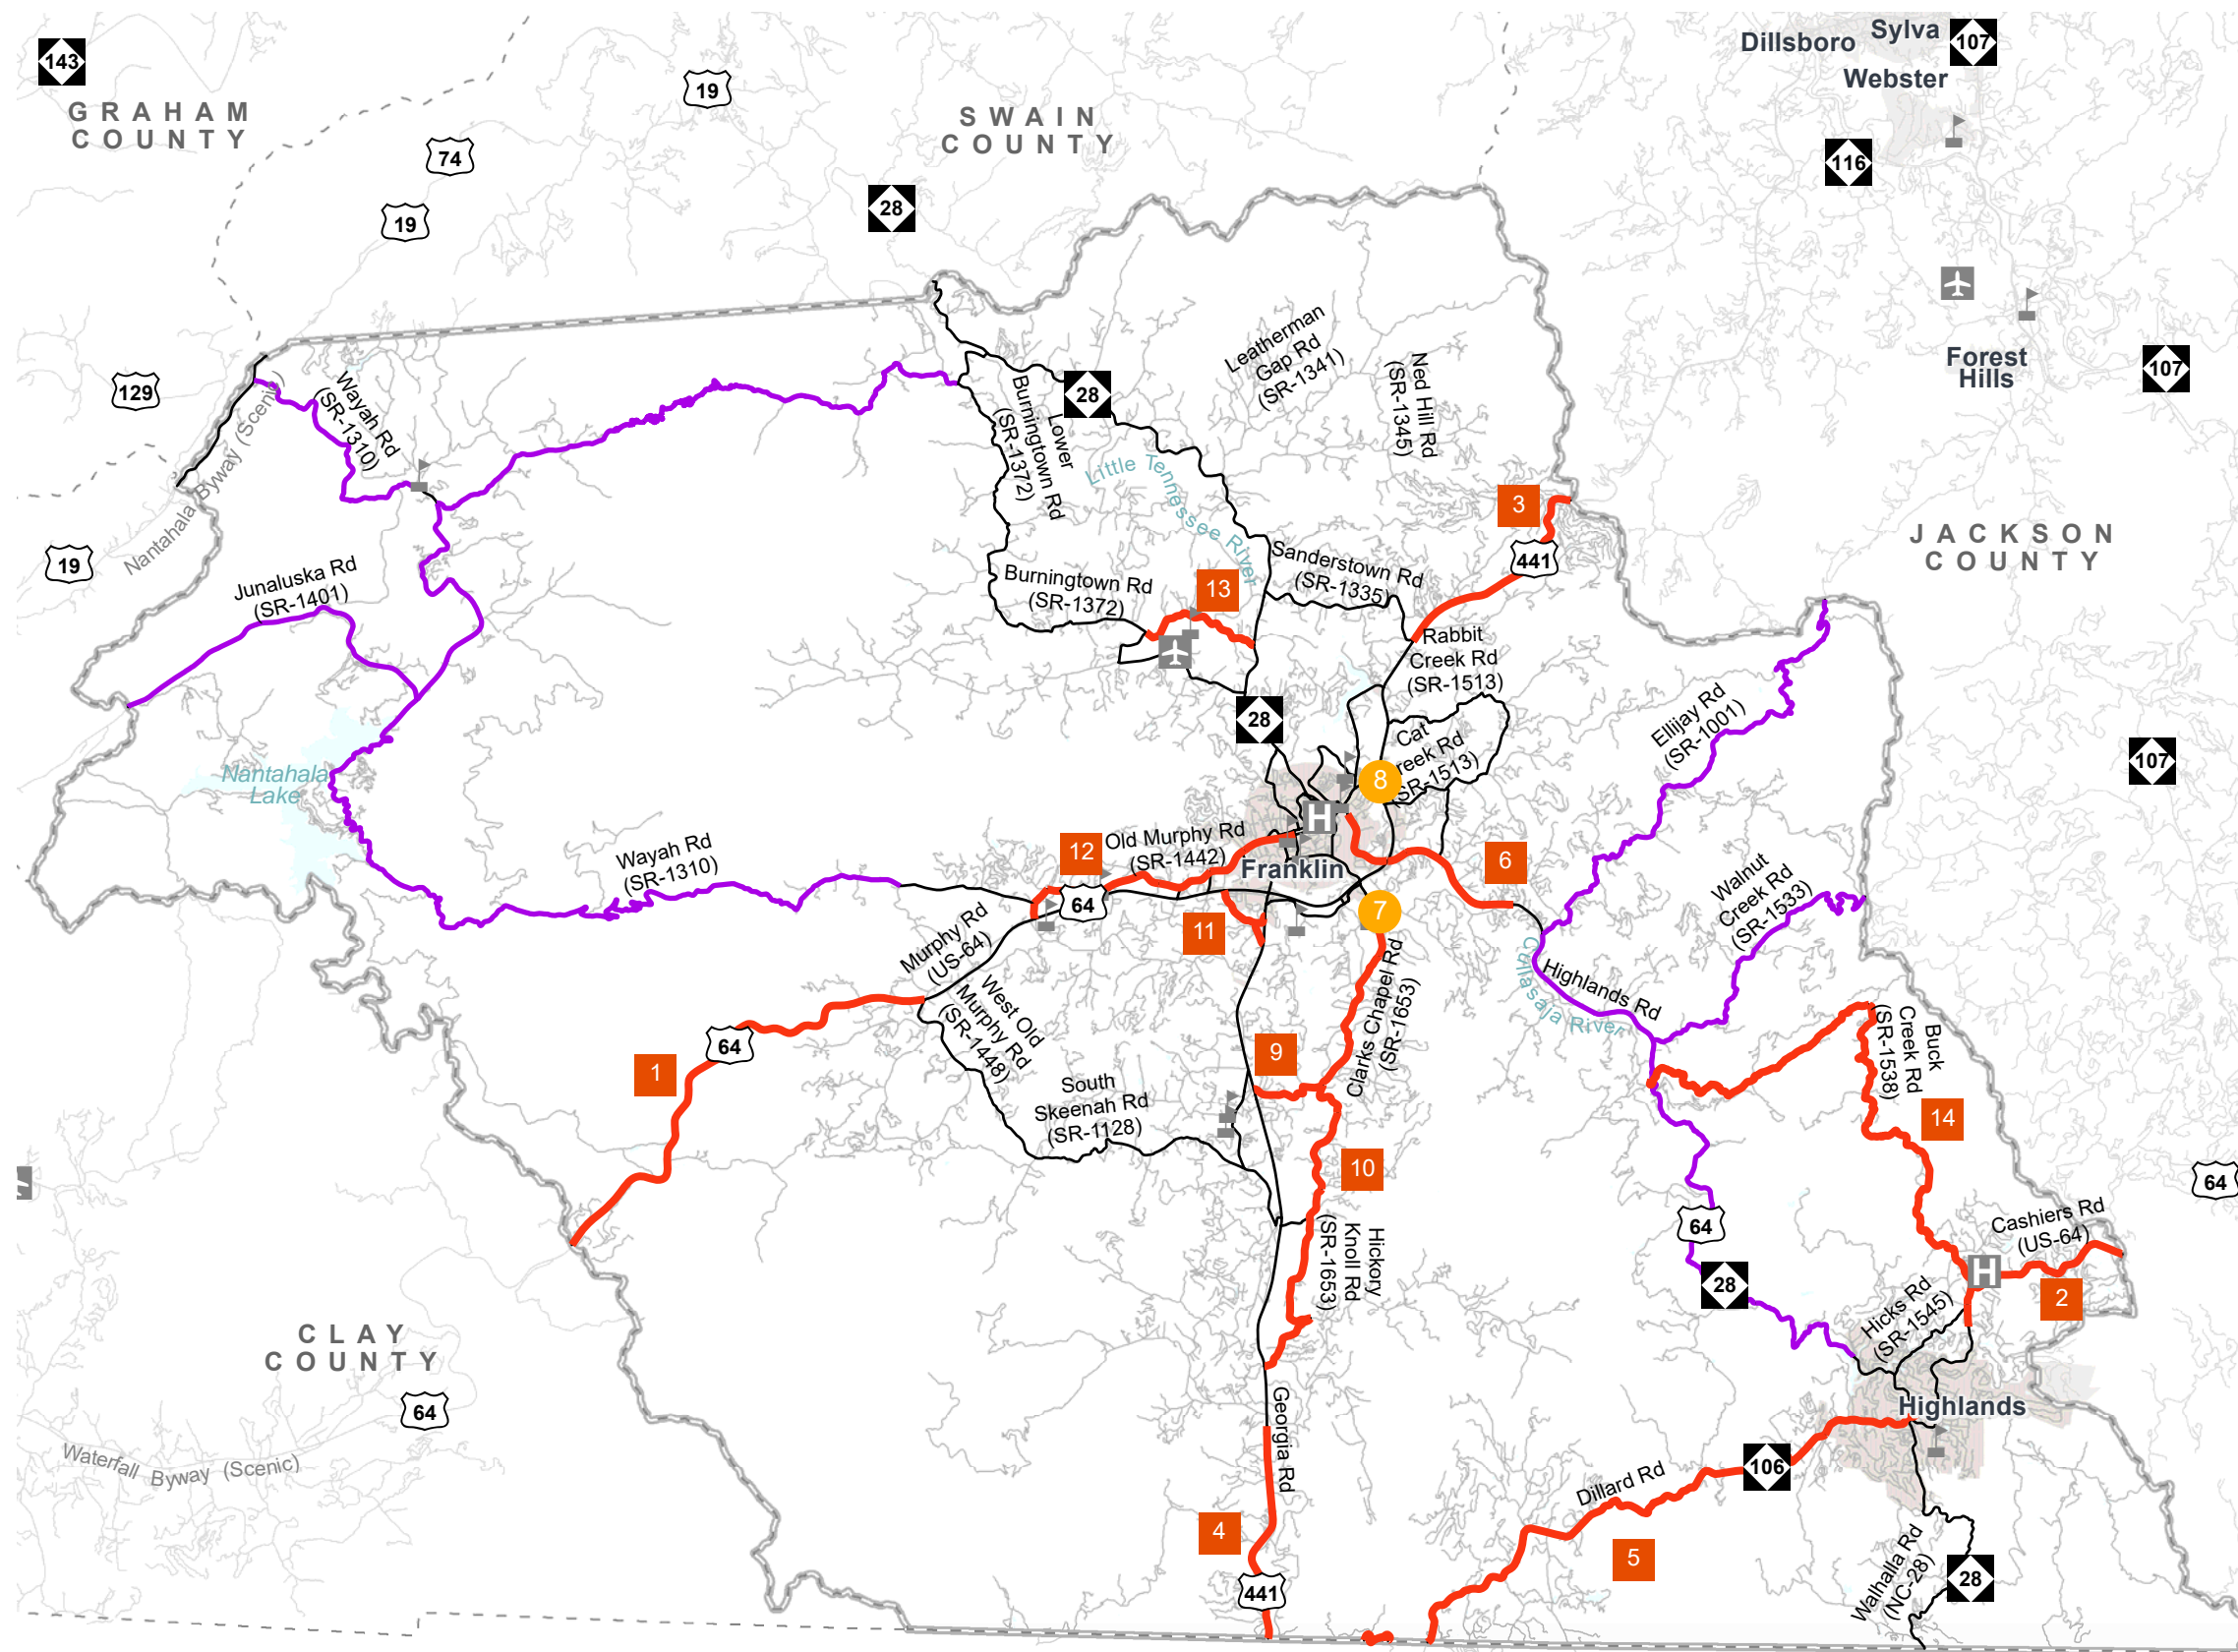 143
GRAHAM
COUNTY
19
74
19
SWAIN
COUNTY
28
Dillsboro
Sylva
107
Webster
116
129
Nantahala Byway (Scenic)
19
Wayah Rd
(SR-1310)
Junaluska Rd
(SR-1401)
Lower
Burningtown Rd
(SR-1372)
28
Little Tennessee River
Leatherman
Gap Rd
(SR-1341)
Ned Hill Rd
(SR-1345)
3
441
Forest
Hills
107
JACKSON
COUNTY
Burningtown Rd
(SR-1372)
13
Sanderstown Rd
(SR-1335)
Rabbit
Creek Rd
(SR-1513)
28
Cat
Creek Rd
(SR-1513)
8
Ellijay Rd
(SR-1001)
107
Nantahala
Lake
Wayah Rd
(SR-1310)
12
Old Murphy Rd
(SR-1442)
H
Franklin
6
Walnut
Creek Rd
(SR-1533)
64
7
11
Murphy Rd
(US-64)
West Old
Murphy Rd
(SR-1448)
Clarks Chapel Rd
(SR-1653)
Cullasaja River
Highlands Rd
64
1
9
South
Skeenah Rd
(SR-1128)
Buck
Creek Rd
(SR-1538)
14
10
64
Hickory
Knoll Rd
(SR-1653)
64
Cashiers Rd
(US-64)
28
H
2
Hicks Rd
(SR-1545)
CLAY
COUNTY
64
Waterfall Byway (Scenic)
Georgia Rd
Highlands
106
Dillard Rd
4
5
441
Walhalla Rd
(NC-28)
28